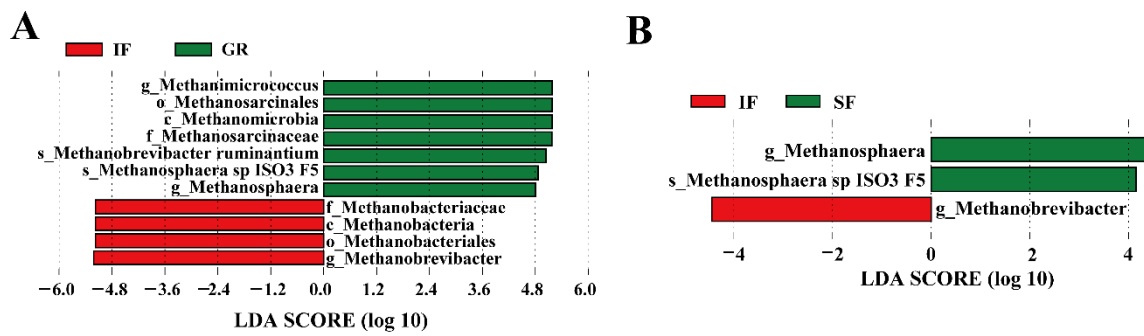 A
IF GR
g_Methanimicrococcus
o_Methanosarcinales
c_Methanomicrobia
f_Methanosarcinaceae
s_Methanobrevibacter ruminantium
s_Methanosphaera sp ISO3 F5
g_Methanosphaera
f_Methanobacteriaceae
c_Methanobacteria
o_Methanobacteriales
g_Methanobrevibacter
−6.0 −4.8 −3.6 −2.4 −1.2 0.0 1.2 2.4 3.6 4.8 6.0
LDA SCORE (log 10)
B
IF SF
g_Methanosphaera
s_Methanosphaera sp ISO3 F5
g_Methanobrevibacter
−4 −2 0 2 4
LDA SCORE (log 10)